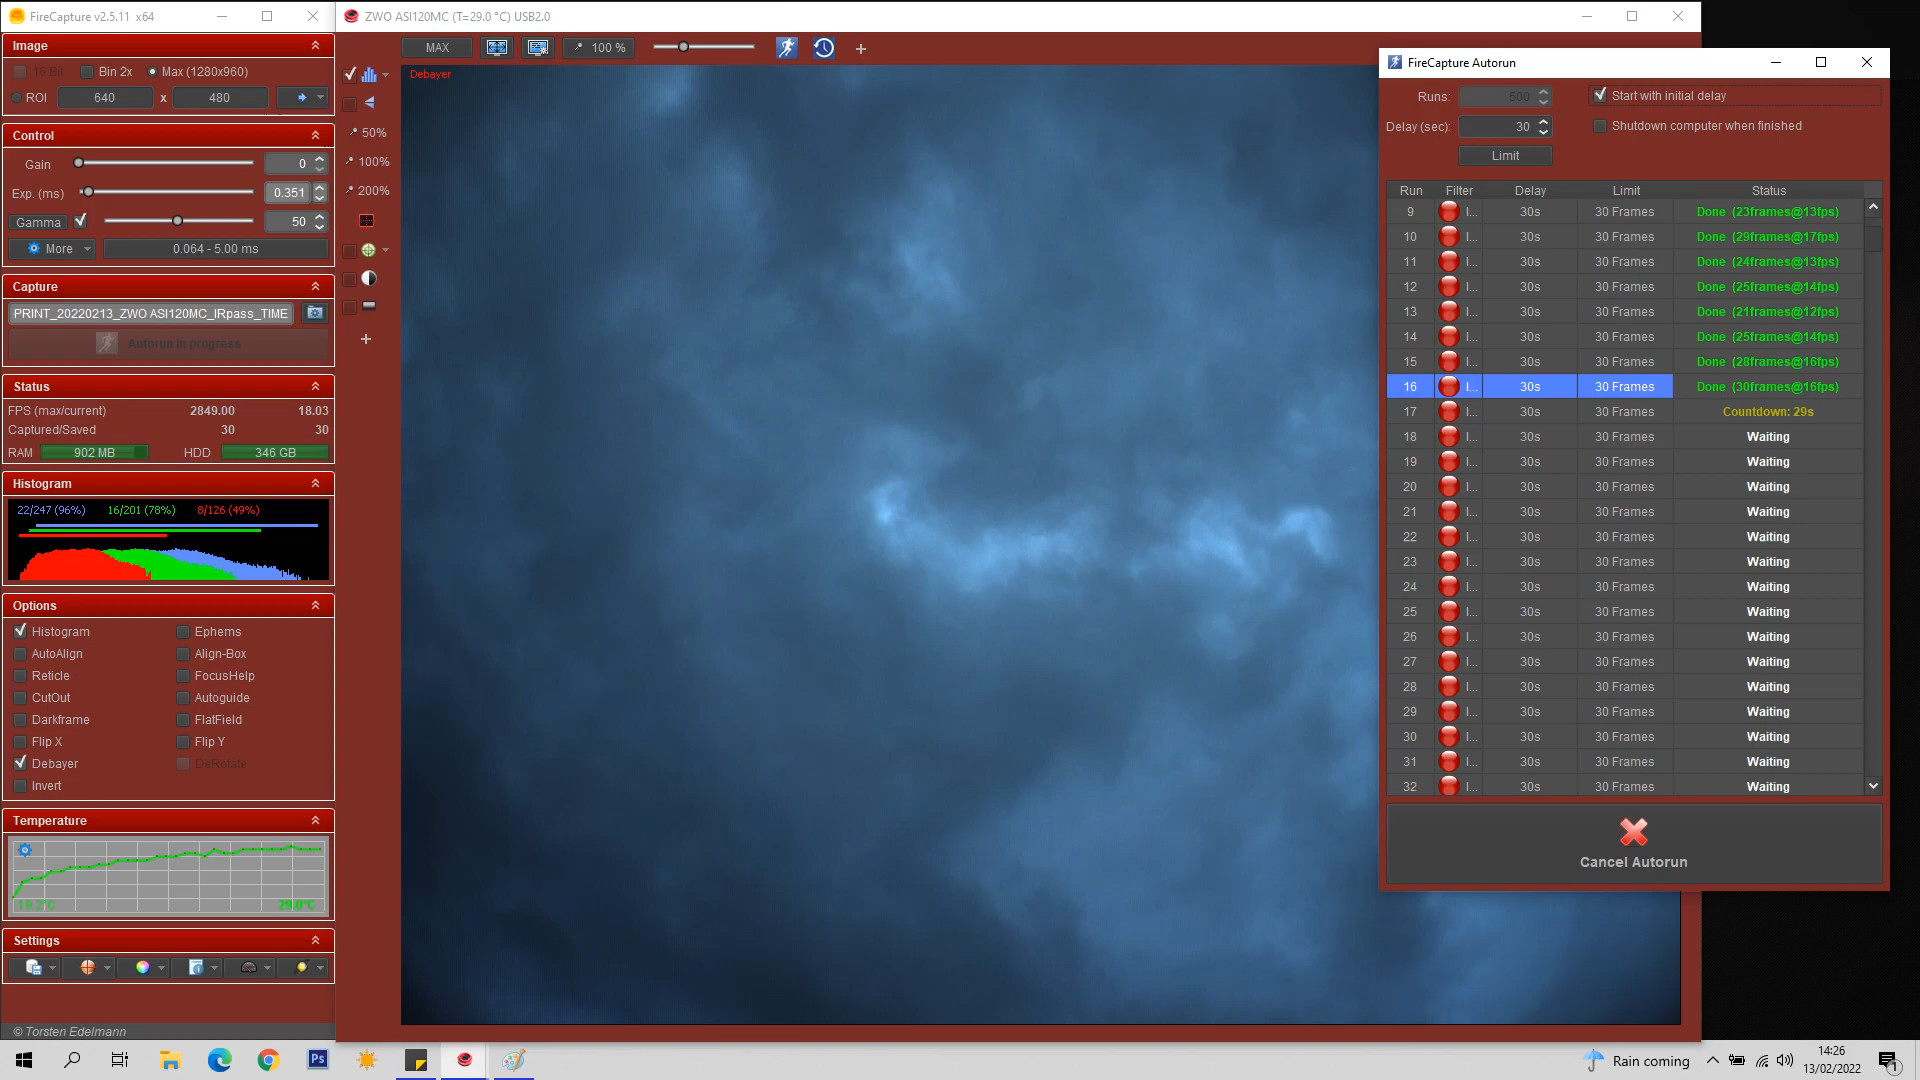 FireCapture v2.5.11 x64
Image
16 Bit Bin 2x Max (1280x960)
ROI 640 x 480
Control
Gain 0
Exp. (ms) 0.351
Gamma 50
More 0.064 - 5.00 ms
Capture
PRINT_20220213_ZWO ASI120MC_IRpass_TIME
Autorun in progress
Status
FPS (max/current) 2849.00 18.03
Captured/Saved 30 30
RAM 902 MB HDD 346 GB
Histogram
22/247 (96%) 16/201 (78%) 8/126 (49%)
Options
Histogram Ephems
AutoAlign Align-Box
Reticle FocusHelp
CutOut Autoguide
Darkframe FlatField
Flip X Flip Y
Debayer DeRotate
Invert
Temperature
19.2°C 29.0°C
Settings
© Torsten Edelmann
ZWO ASI120MC (T=29.0 °C) USB2.0
MAX 100 %
Debayer
50%
100%
200%
FireCapture Autorun
Runs: 500 Start with initial delay
Delay (sec): 30 Shutdown computer when finished
Limit
Run Filter Delay Limit Status
9 I... 30s 30 Frames Done (23frames@13fps)
10 I... 30s 30 Frames Done (29frames@17fps)
11 I... 30s 30 Frames Done (24frames@13fps)
12 I... 30s 30 Frames Done (25frames@14fps)
13 I... 30s 30 Frames Done (21frames@12fps)
14 I... 30s 30 Frames Done (25frames@14fps)
15 I... 30s 30 Frames Done (28frames@16fps)
16 I... 30s 30 Frames Done (30frames@16fps)
17 I... 30s 30 Frames Countdown: 29s
18 I... 30s 30 Frames Waiting
19 I... 30s 30 Frames Waiting
20 I... 30s 30 Frames Waiting
21 I... 30s 30 Frames Waiting
22 I... 30s 30 Frames Waiting
23 I... 30s 30 Frames Waiting
24 I... 30s 30 Frames Waiting
25 I... 30s 30 Frames Waiting
26 I... 30s 30 Frames Waiting
27 I... 30s 30 Frames Waiting
28 I... 30s 30 Frames Waiting
29 I... 30s 30 Frames Waiting
30 I... 30s 30 Frames Waiting
31 I... 30s 30 Frames Waiting
32 I... 30s 30 Frames Waiting
Cancel Autorun
Ps
Rain coming
14:26
13/02/2022
1